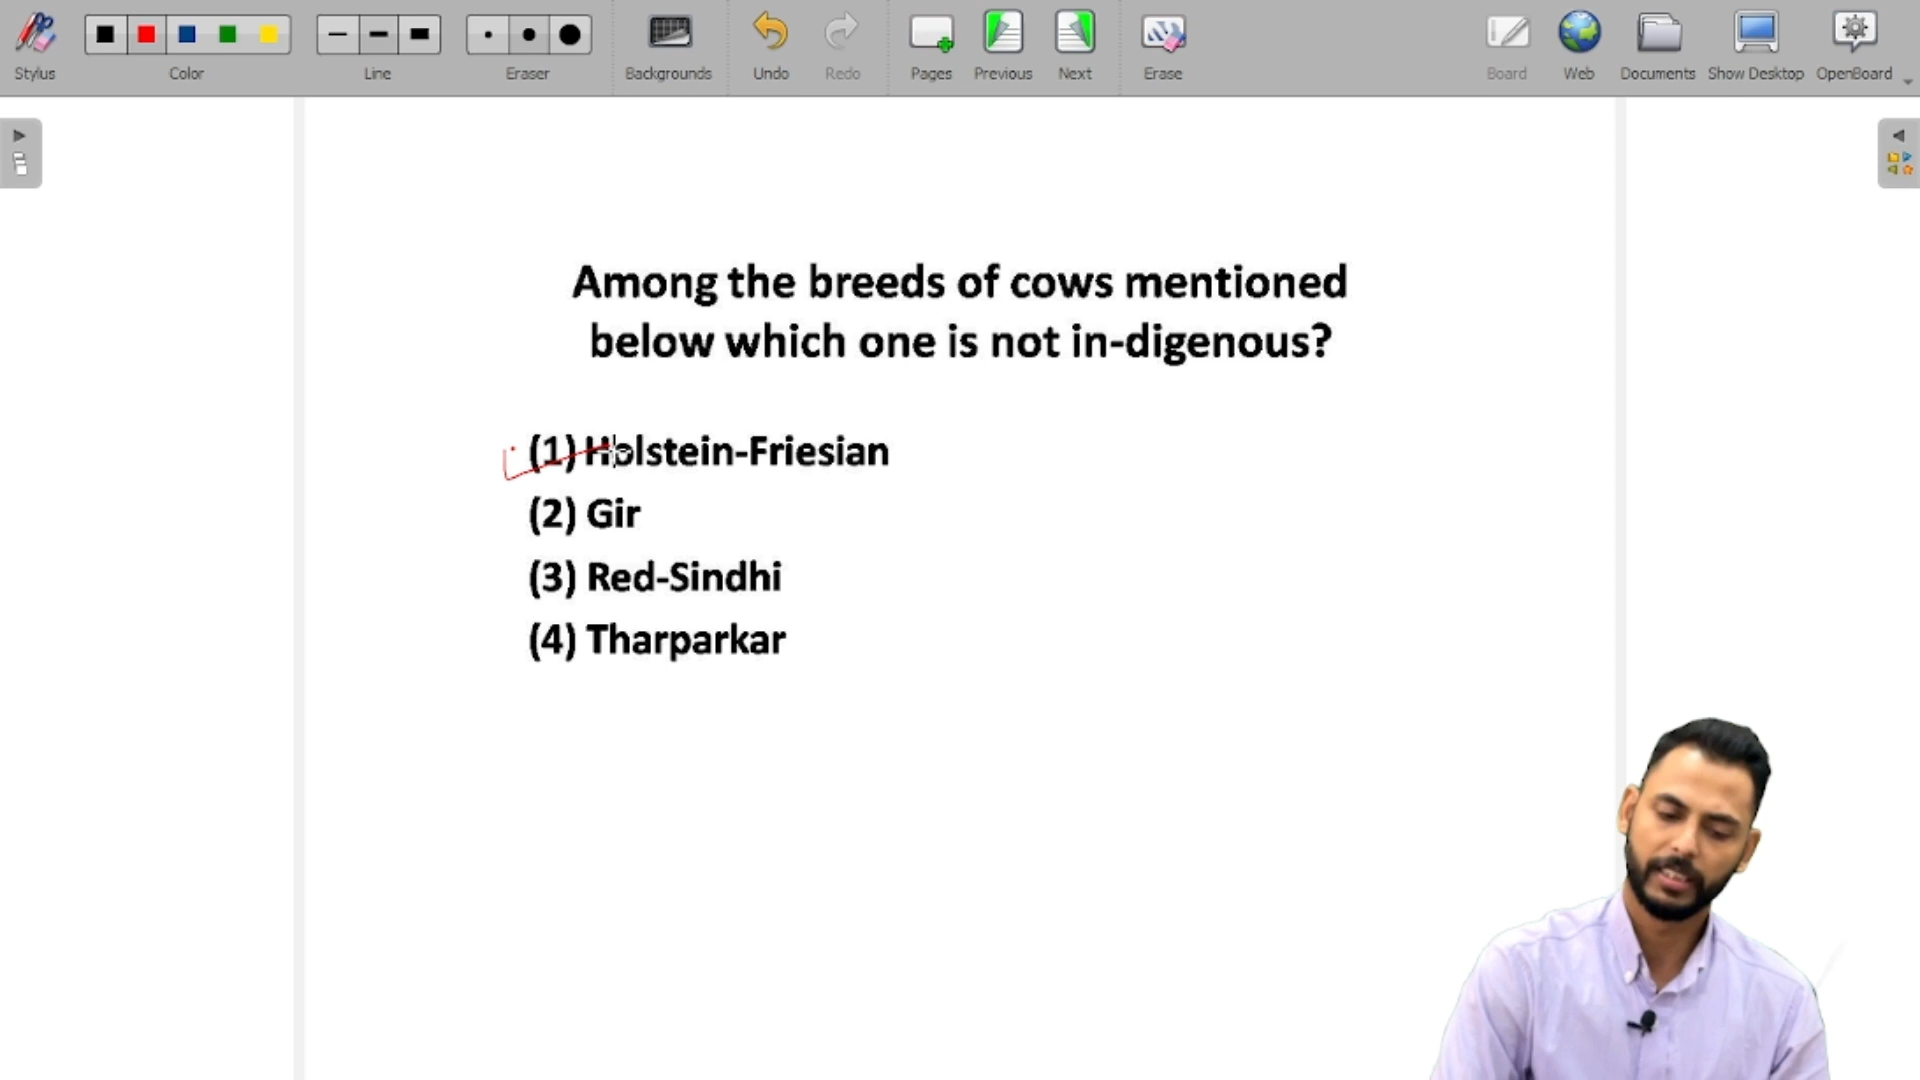 Stylus Color Line Eraser Backgrounds Undo Redo Pages Previous Next Erase Board Web Documents Show Desktop OpenBoard
Among the breeds of cows mentioned
below which one is not in-digenous?
(1) Holstein-Friesian
(2) Gir
(3) Red-Sindhi
(4) Tharparkar